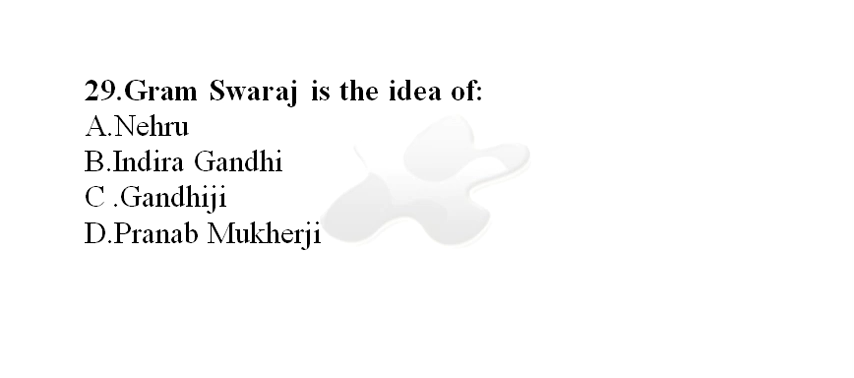 29.Gram Swaraj is the idea of:
A.Nehru
B.Indira Gandhi
C .Gandhiji
D.Pranab Mukherji